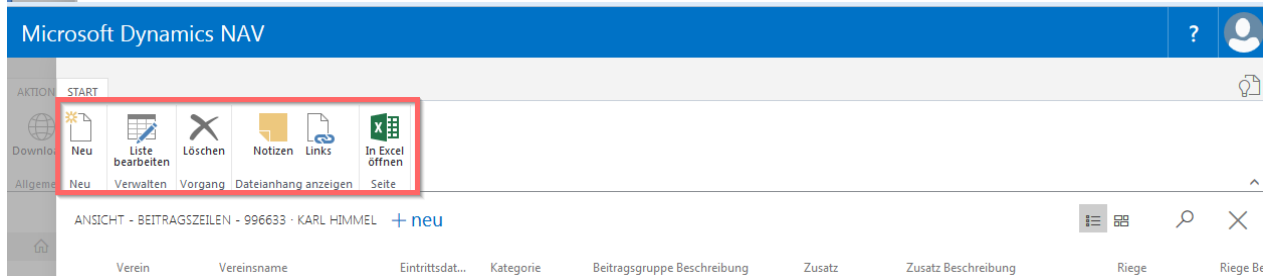 Microsoft Dynamics NAV ?
AKTION START
Downloa Neu Liste bearbeiten Löschen Notizen Links In Excel öffnen
Allgeme Neu Verwalten Vorgang Dateianhang anzeigen Seite
ANSICHT - BEITRAGSZEILEN - 996633 · KARL HIMMEL + neu
Verein Vereinsname Eintrittsdat... Kategorie Beitragsgruppe Beschreibung Zusatz Zusatz Beschreibung Riege Riege Be